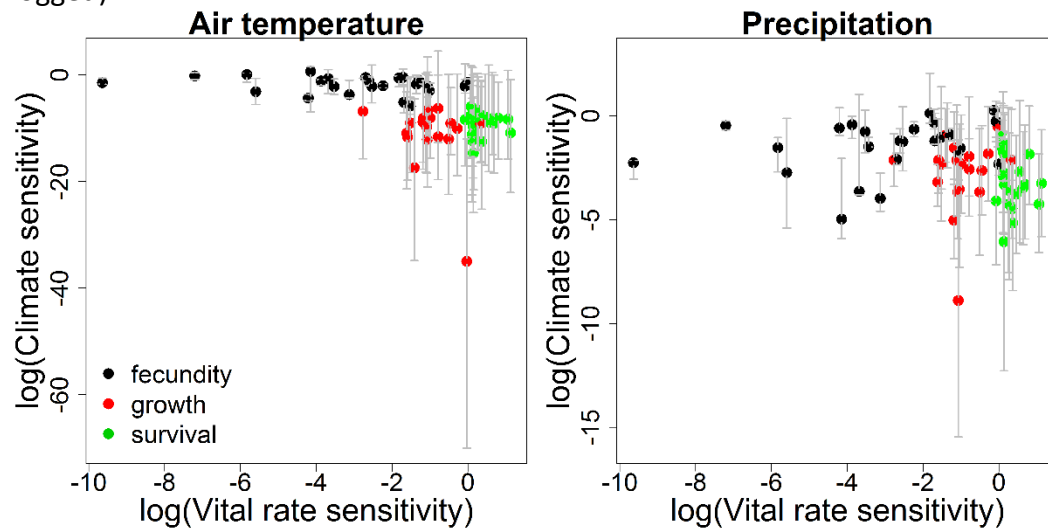 ogged)
Air temperature
Precipitation
log(Climate sensitivity)
0
-20
-40
-60
fecundity
growth
survival
-10 -8 -6 -4 -2 0
log(Vital rate sensitivity)
log(Climate sensitivity)
0
-5
-10
-15
-10 -8 -6 -4 -2 0
log(Vital rate sensitivity)